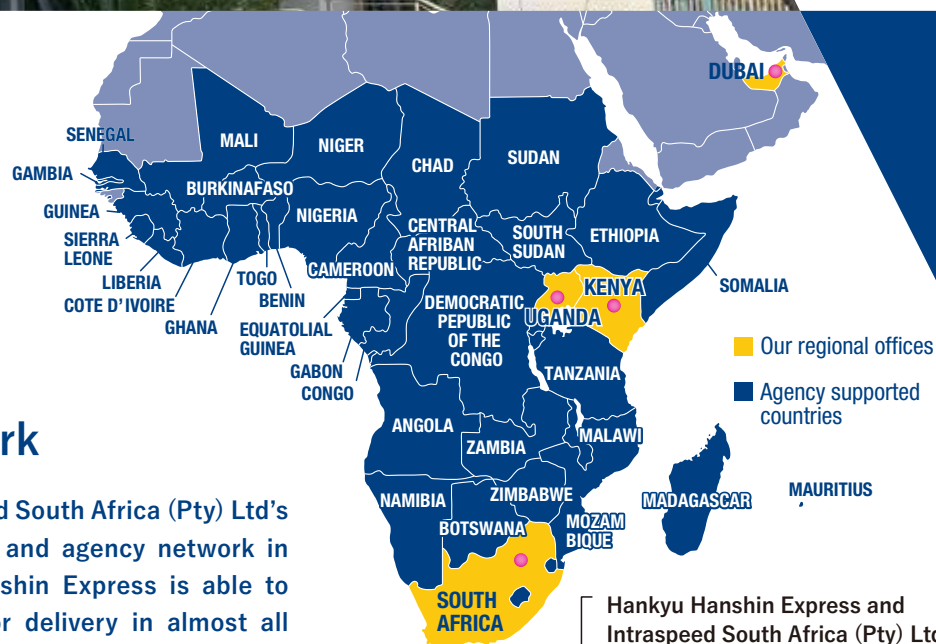 DUBAI
SENEGAL
MALI
NIGER
CHAD
SUDAN
GAMBIA
BURKINAFASO
GUINEA
NIGERIA
SIERRA
LEONE
CENTRAL
AFRIBAN
REPUBLIC
SOUTH
SUDAN
ETHIOPIA
LIBERIA
TOGO
CAMEROON
COTE D'IVOIRE
BENIN
GHANA
EQUATOLIAL
GUINEA
GABON
CONGO
DEMOCRATIC
PEPUBLIC
OF THE
CONGO
UGANDA
KENYA
SOMALIA
TANZANIA
Our regional offices
Agency supported
countries
ANGOLA
ZAMBIA
MALAWI
NAMIBIA
ZIMBABWE
BOTSWANA
MOZAM
BIQUE
MADAGASCAR
MAURITIUS
SOUTH
AFRICA
rk
d South Africa (Pty) Ltd's
and agency network in
shin Express is able to
or delivery in almost all
Hankyu Hanshin Express and
Intraspeed South Africa (Pty) Ltd